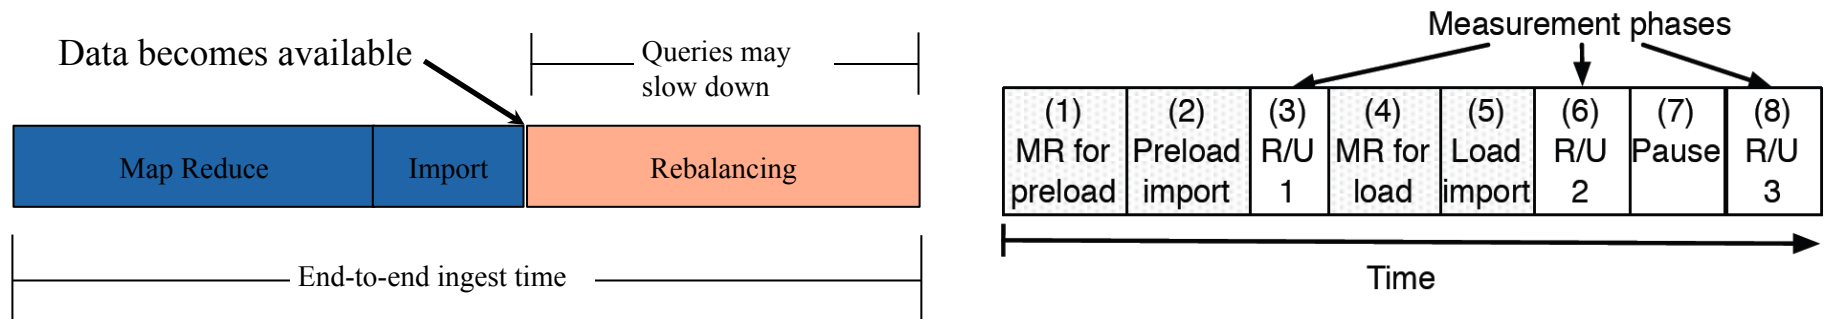 Data becomes available
Queries may
slow down
Map Reduce
Import
Rebalancing
End-to-end ingest time
Measurement phases
(1)
MR for
preload
(2)
Preload
import
(3)
R/U
1
(4)
MR for
load
(5)
Load
import
(6)
R/U
2
(7)
Pause
(8)
R/U
3
Time